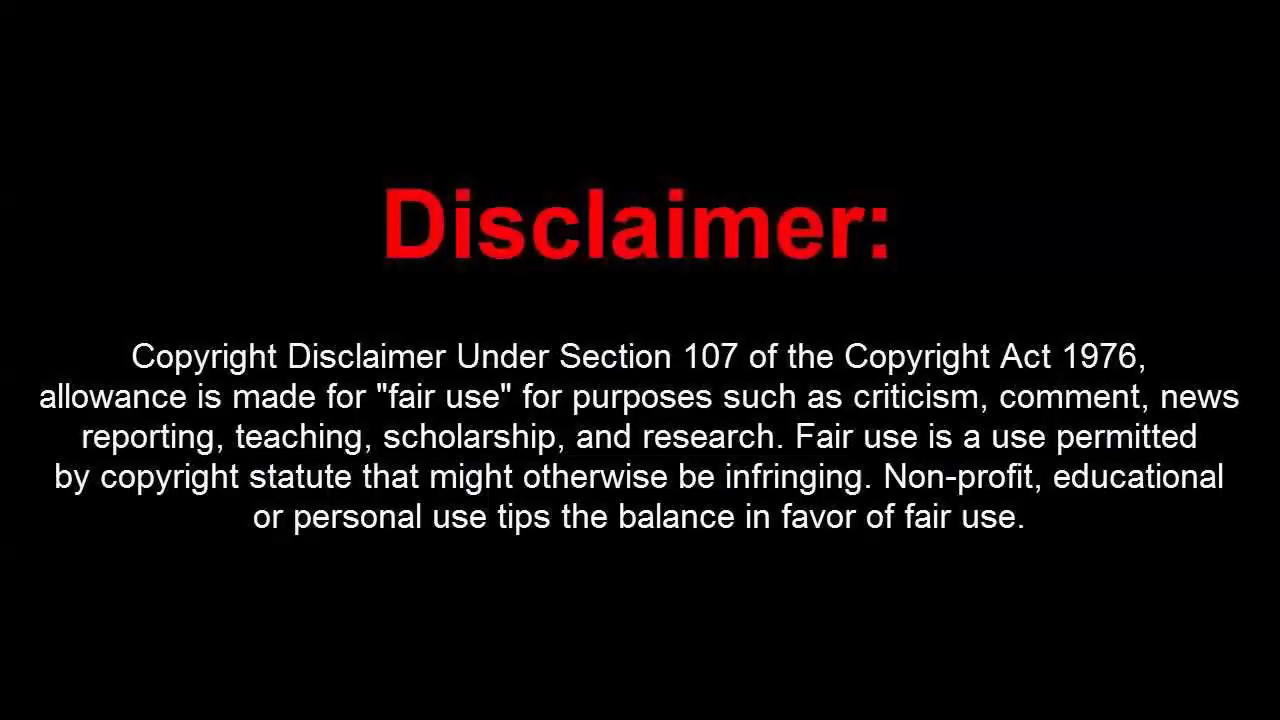 Disclaimer:
Copyright Disclaimer Under Section 107 of the Copyright Act 1976,
allowance is made for "fair use" for purposes such as criticism, comment, news
reporting, teaching, scholarship, and research. Fair use is a use permitted
by copyright statute that might otherwise be infringing. Non-profit, educational
or personal use tips the balance in favor of fair use.